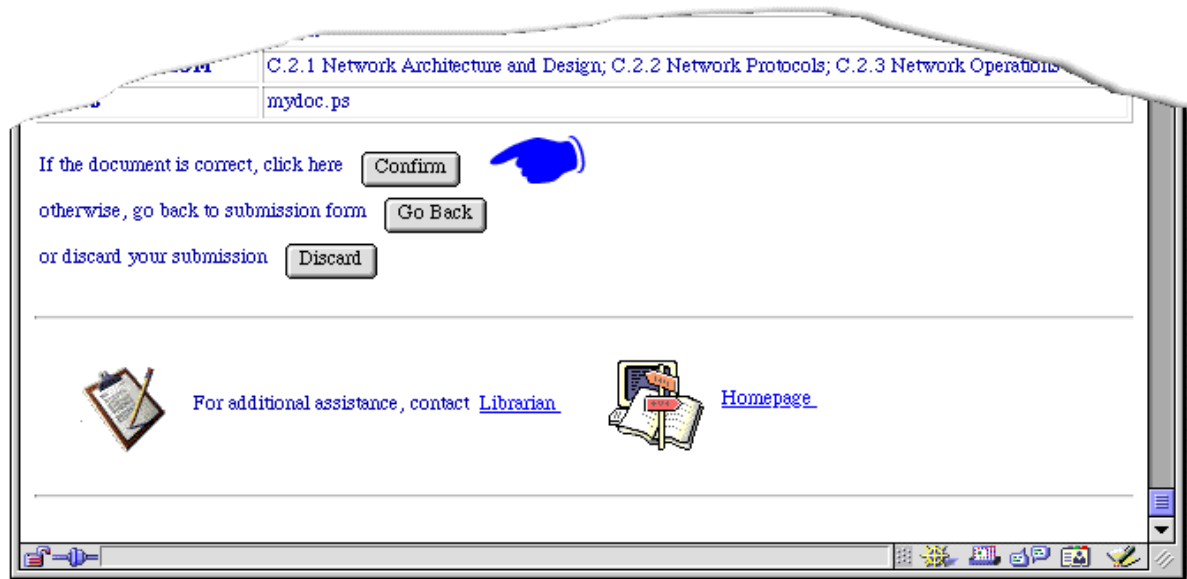 C.2.1 Network Architecture and Design; C.2.2 Network Protocols; C.2.3 Network Operations
mydoc.ps
If the document is correct, click here Confirm
otherwise, go back to submission form Go Back
or discard your submission Discard
For additional assistance, contact Librarian Homepage